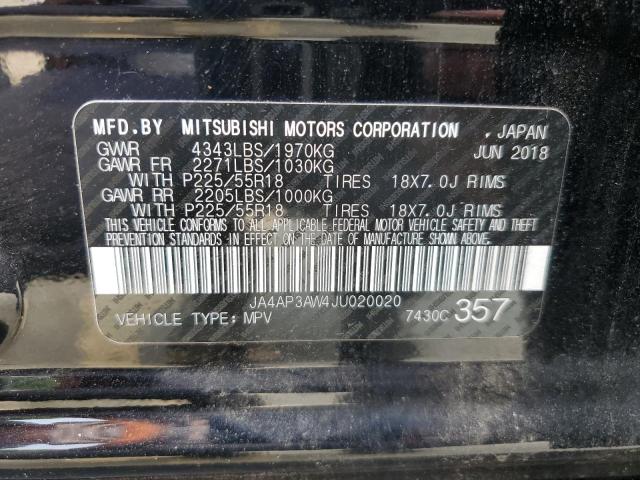 MFD.BY MITSUBISHI MOTORS CORPORATION , JAPAN
GVWR 4343LBS/1970KG JUN 2018
GAWR FR 2271LBS/1030KG
WITH P225/55R18 TIRES 18X7.0J RIMS
GAWR RR 2205LBS/1000KG
WITH P225/55R18 TIRES 18X7.0J RIMS
THIS VEHICLE CONFORMS TO ALL APPLICABLE FEDERAL MOTOR VEHICLE SAFETY AND THEFT
PREVENTION STANDARDS IN EFFECT ON THE DATE OF MANUFACTURE SHOWN ABOVE.
JA4AP3AW4JU020020
VEHICLE TYPE: MPV 7430C 357